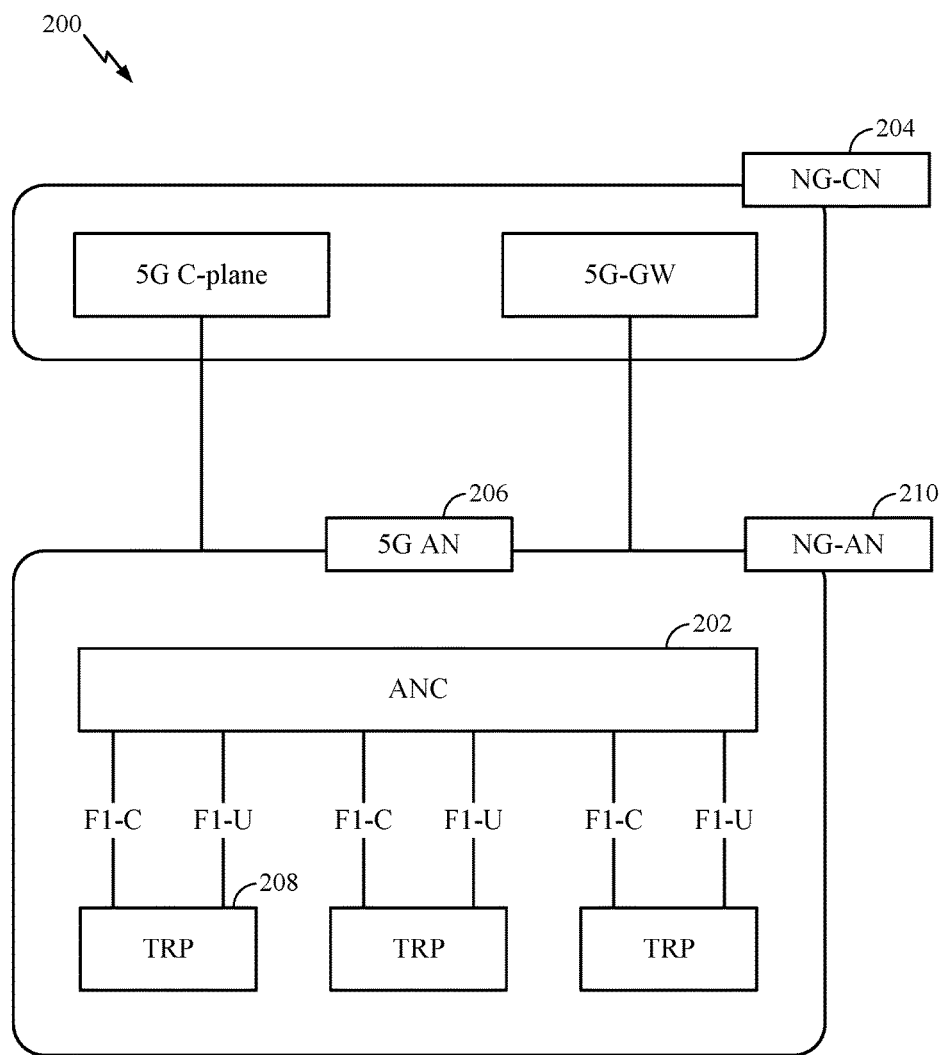 200
204
NG-CN
5G C-plane
5G-GW
206
210
5G AN
NG-AN
202
ANC
F1-C F1-U F1-C F1-U F1-C F1-U
208
TRP TRP TRP